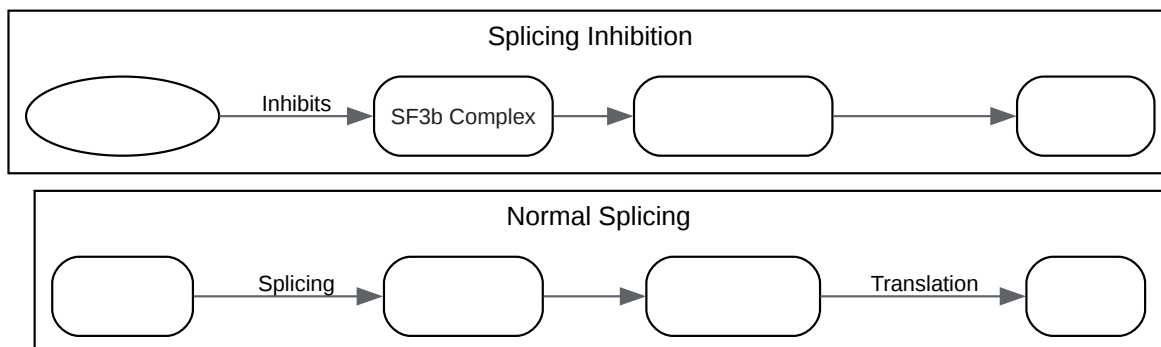 Splicing Inhibition
Inhibits
SF3b Complex
Normal Splicing
Splicing
Translation